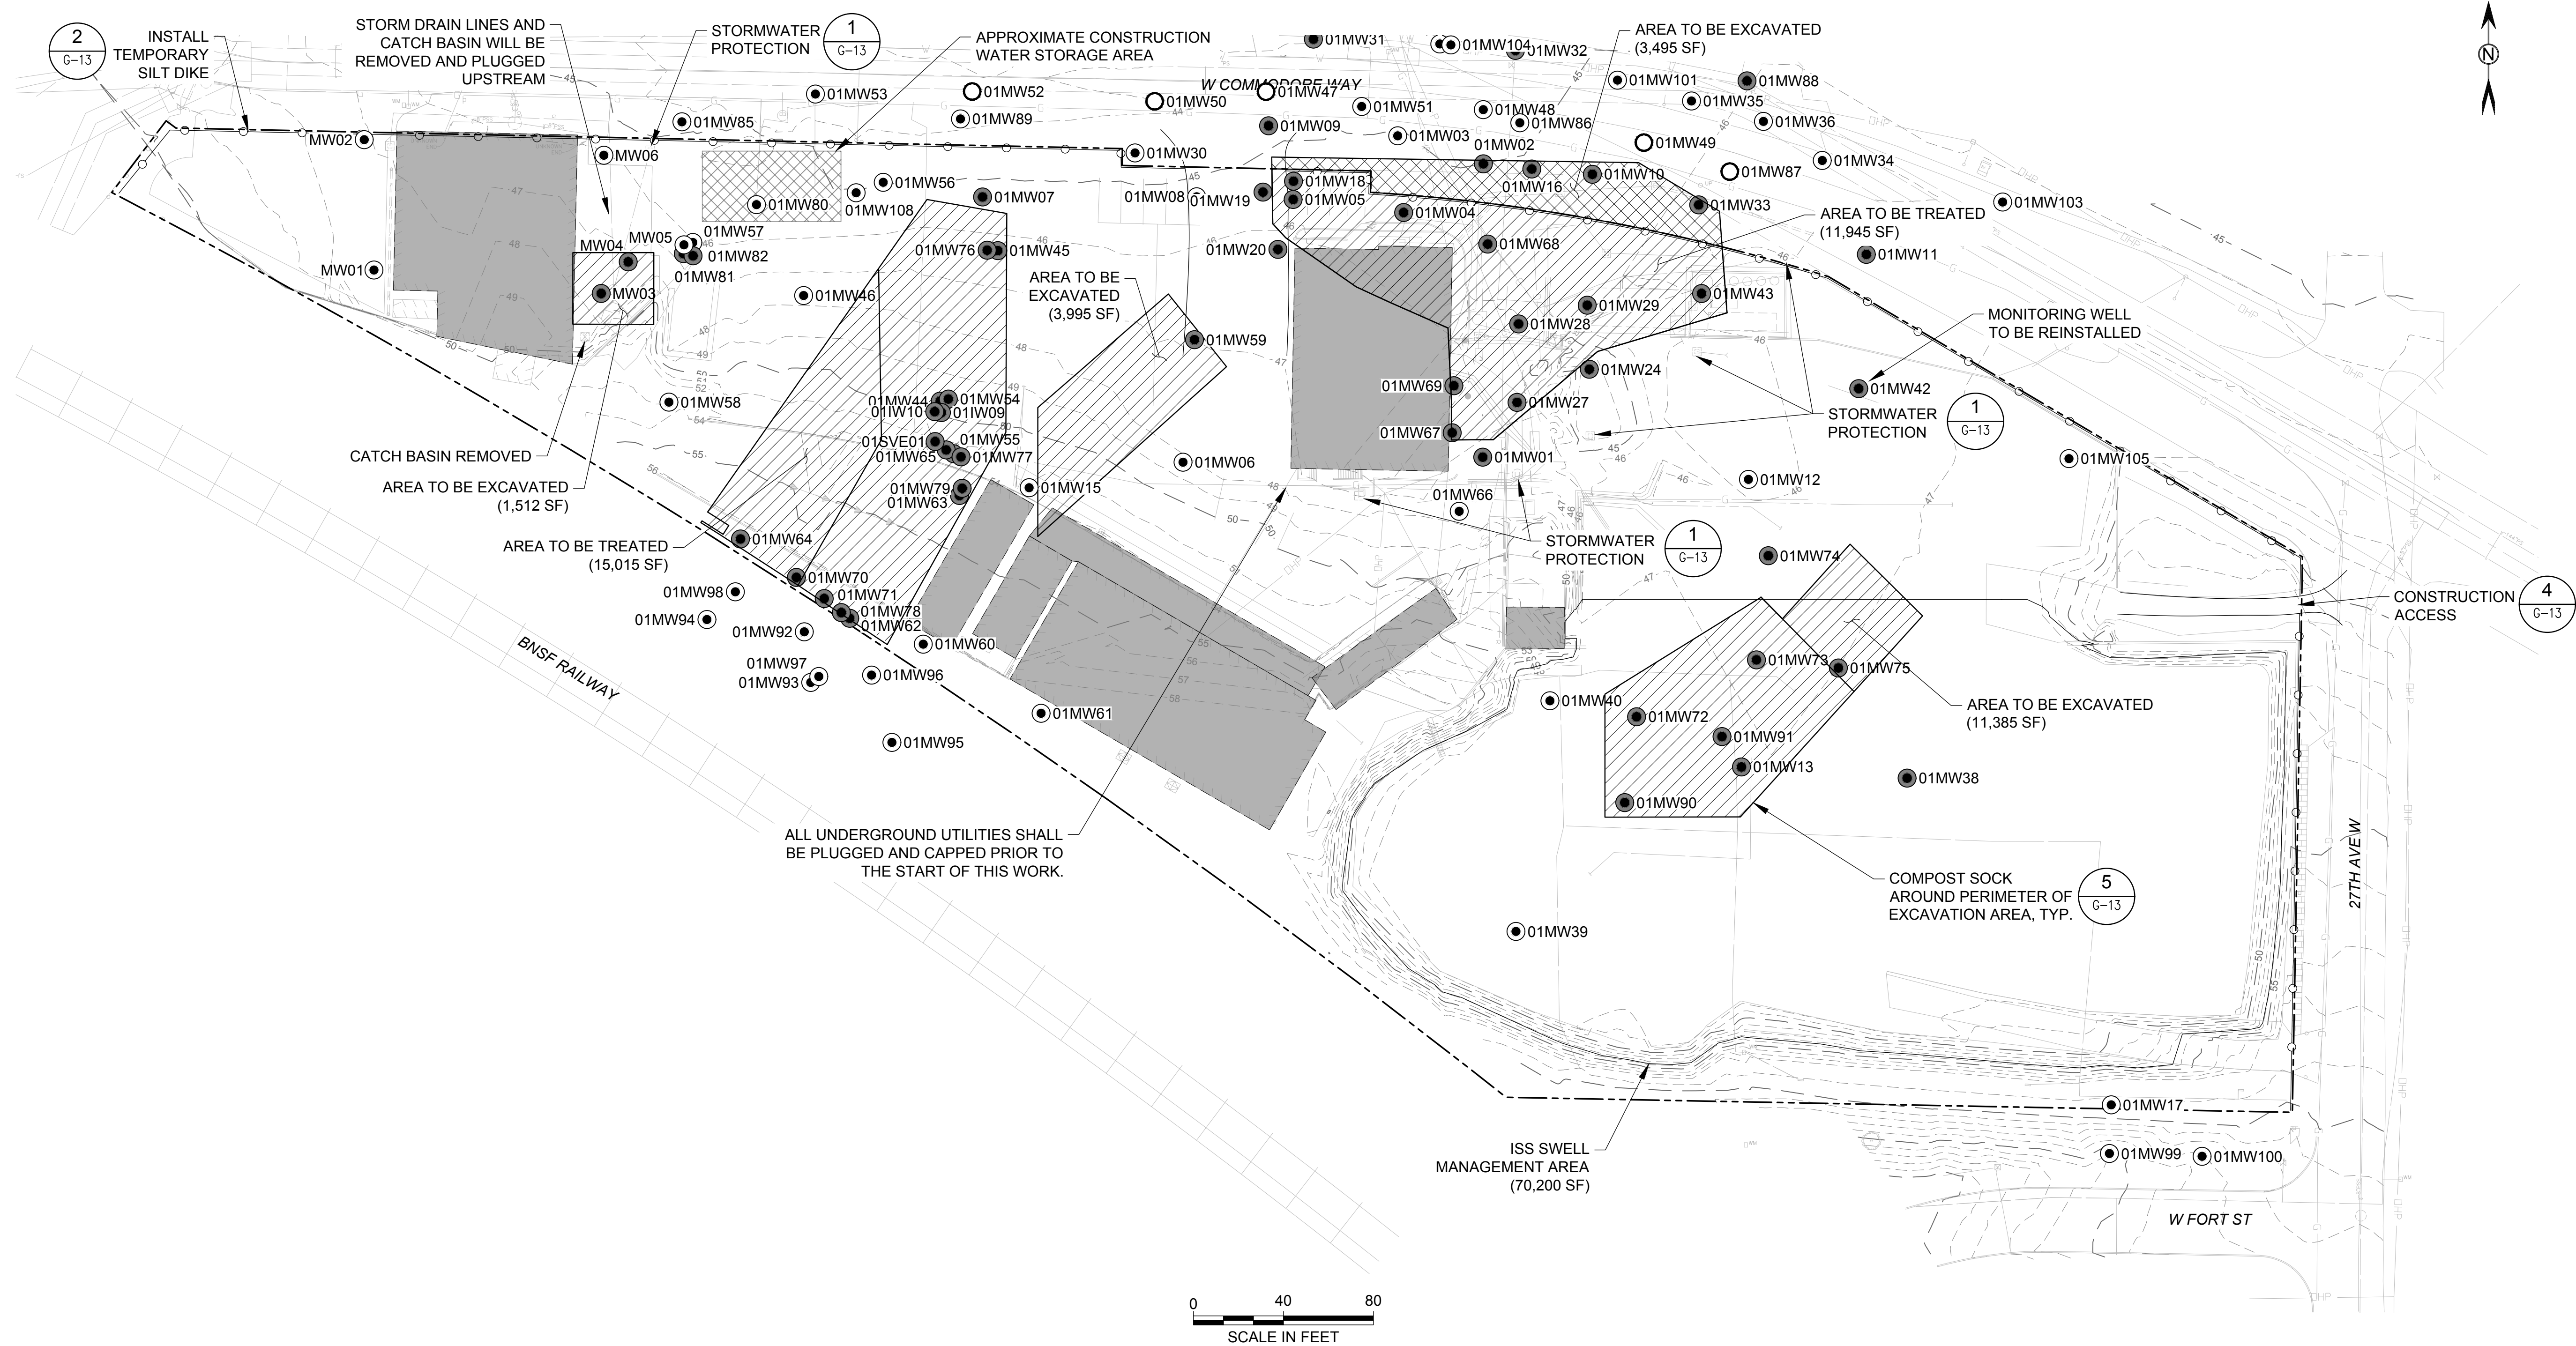 2
G-13
INSTALL
TEMPORARY
SILT DIKE
STORM DRAIN LINES AND
CATCH BASIN WILL BE
REMOVED AND PLUGGED
UPSTREAM
STORMWATER
PROTECTION
1
G-13
APPROXIMATE CONSTRUCTION
WATER STORAGE AREA
W COMMODORE WAY
AREA TO BE EXCAVATED
(3,495 SF)
N
01MW31
01MW104
01MW32
01MW101
01MW88
01MW53
01MW52
01MW50
01MW47
01MW51
01MW48
01MW35
01MW85
01MW89
01MW09
01MW03
01MW86
01MW36
MW02
MW06
01MW30
01MW02
01MW49
01MW34
01MW87
01MW56
01MW07
01MW08
01MW19
01MW18
01MW16
01MW10
01MW80
01MW108
01MW05
01MW04
01MW33
01MW103
AREA TO BE TREATED
(11,945 SF)
MW04
MW05
01MW57
01MW82
01MW81
01MW76
01MW45
01MW20
01MW68
01MW11
MW01
MW03
01MW46
AREA TO BE
EXCAVATED
(3,995 SF)
01MW29
01MW43
01MW28
MONITORING WELL
TO BE REINSTALLED
01MW59
01MW24
01MW42
01MW58
01MW44
01MW54
01IW10
01IW09
01MW69
01MW27
STORMWATER
PROTECTION
1
G-13
01SVE01
01MW55
01MW65
01MW77
01MW67
01MW01
01MW06
01MW105
CATCH BASIN REMOVED
AREA TO BE EXCAVATED
(1,512 SF)
01MW79
01MW63
01MW15
01MW66
01MW12
AREA TO BE TREATED
(15,015 SF)
01MW64
STORMWATER
PROTECTION
1
G-13
01MW74
01MW70
01MW71
01MW78
01MW62
01MW98
01MW94
01MW92
01MW60
CONSTRUCTION
ACCESS
4
G-13
BNSF RAILWAY
01MW97
01MW93
01MW96
01MW73
01MW75
01MW40
01MW61
01MW72
AREA TO BE EXCAVATED
(11,385 SF)
01MW95
01MW91
01MW13
01MW38
01MW90
ALL UNDERGROUND UTILITIES SHALL
BE PLUGGED AND CAPPED PRIOR TO
THE START OF THIS WORK.
COMPOST SOCK
AROUND PERIMETER OF
EXCAVATION AREA, TYP.
5
G-13
27TH AVE W
01MW39
01MW17
ISS SWELL
MANAGEMENT AREA
(70,200 SF)
01MW99
01MW100
W FORT ST
0 40 80
SCALE IN FEET